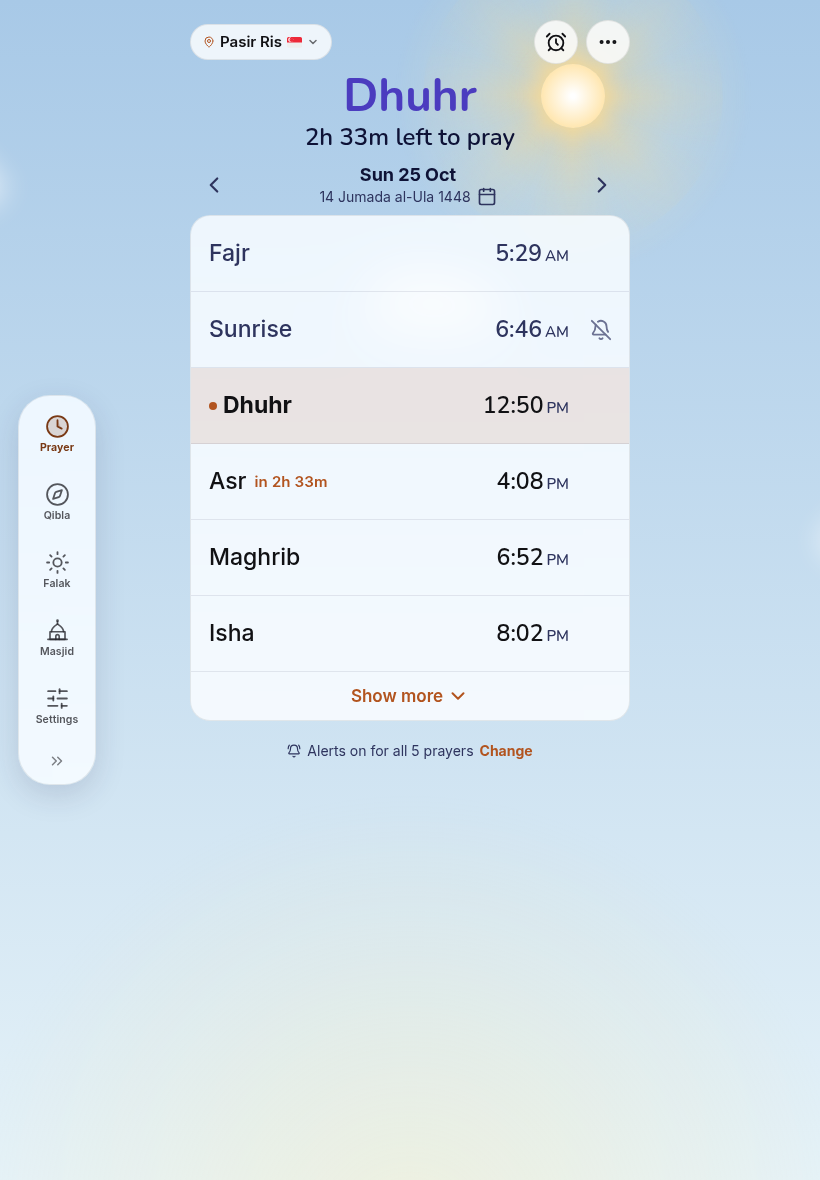 Pasir Ris
Dhuhr
2h 33m left to pray
Sun 25 Oct
14 Jumada al-Ula 1448
Fajr 5:29 AM
Sunrise 6:46 AM
Dhuhr 12:50 PM
Asr in 2h 33m 4:08 PM
Maghrib 6:52 PM
Isha 8:02 PM
Show more
Alerts on for all 5 prayers Change
Prayer
Qibla
Falak
Masjid
Settings